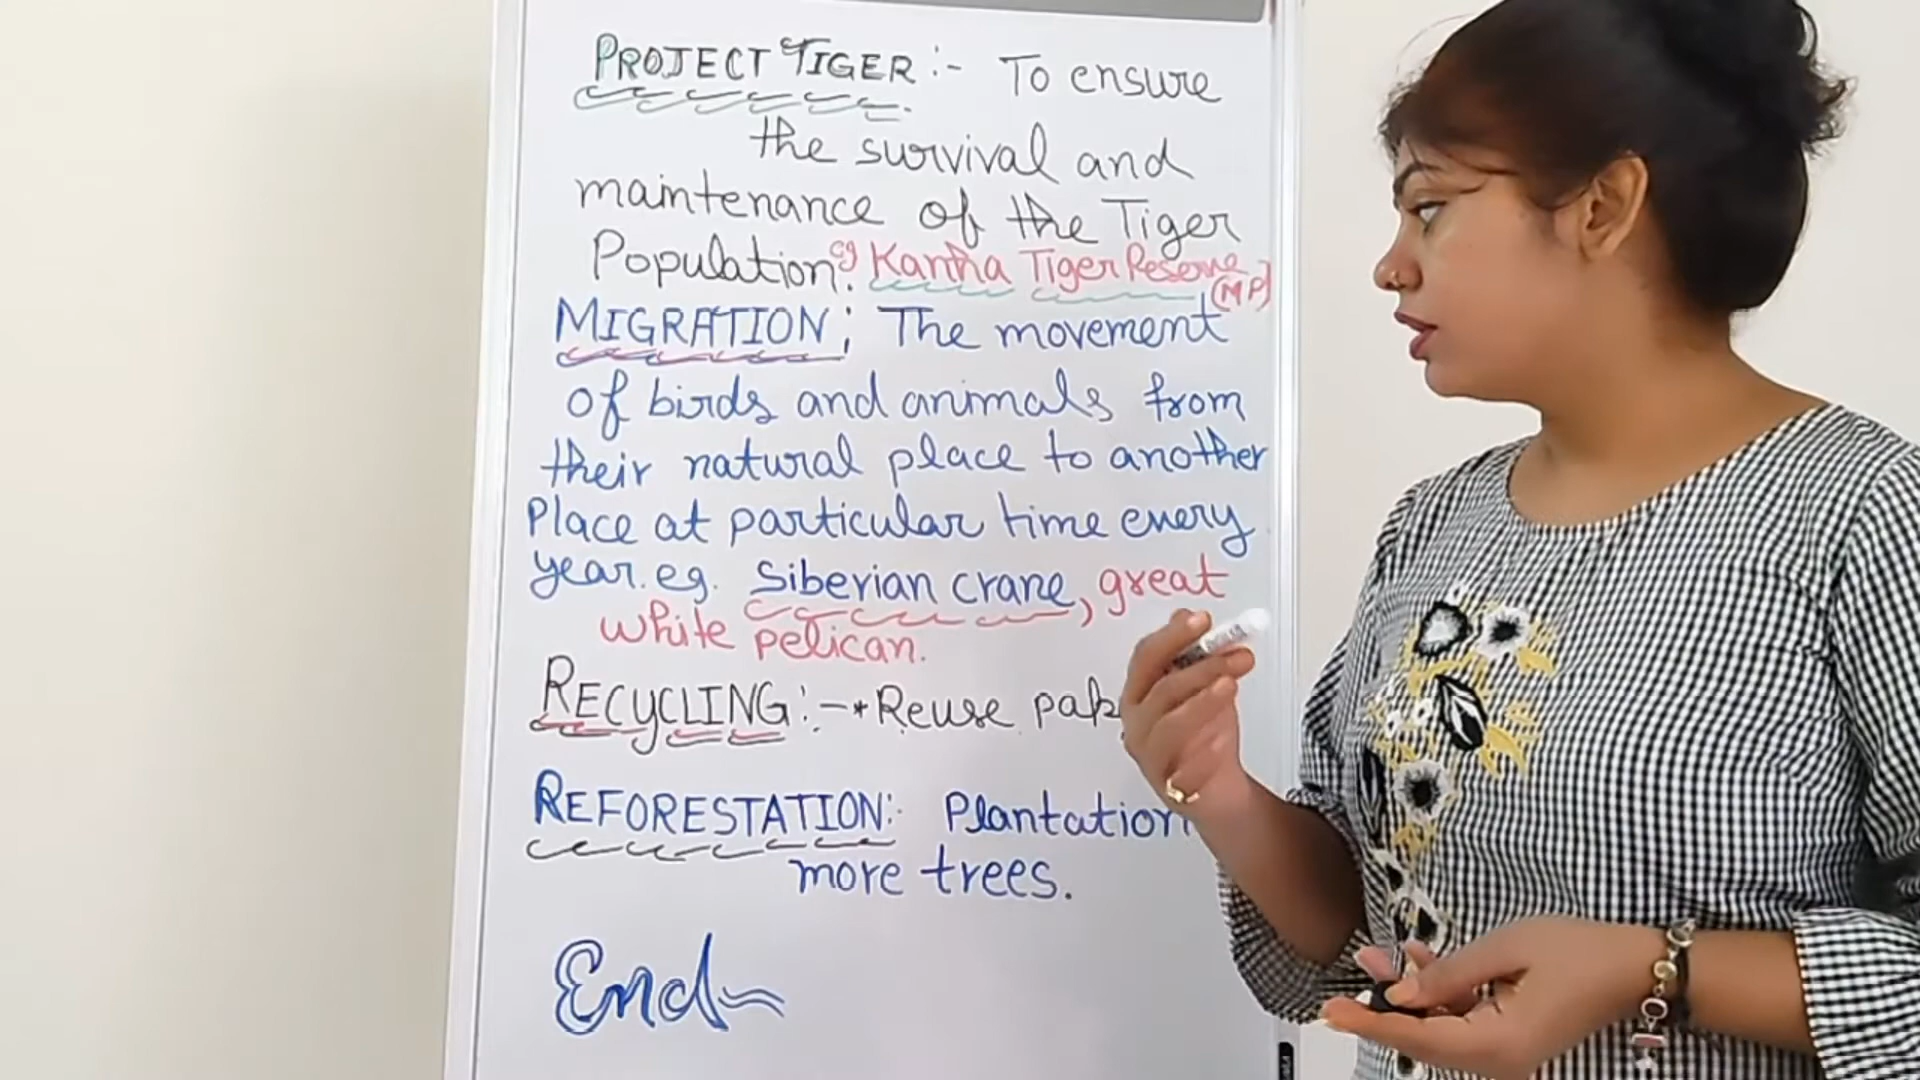 PROJECT TIGER :- To ensure
the survival and
maintenance of the Tiger
Population. eg Kanha Tiger Reserve
(MP)
MIGRATION; The movement
of birds and animals from
their natural place to another
Place at particular time every
year. eg. Siberian crane, great
white pelican.
RECYCLING :- * Reuse
REFORESTATION :- Plantation
more trees.
End